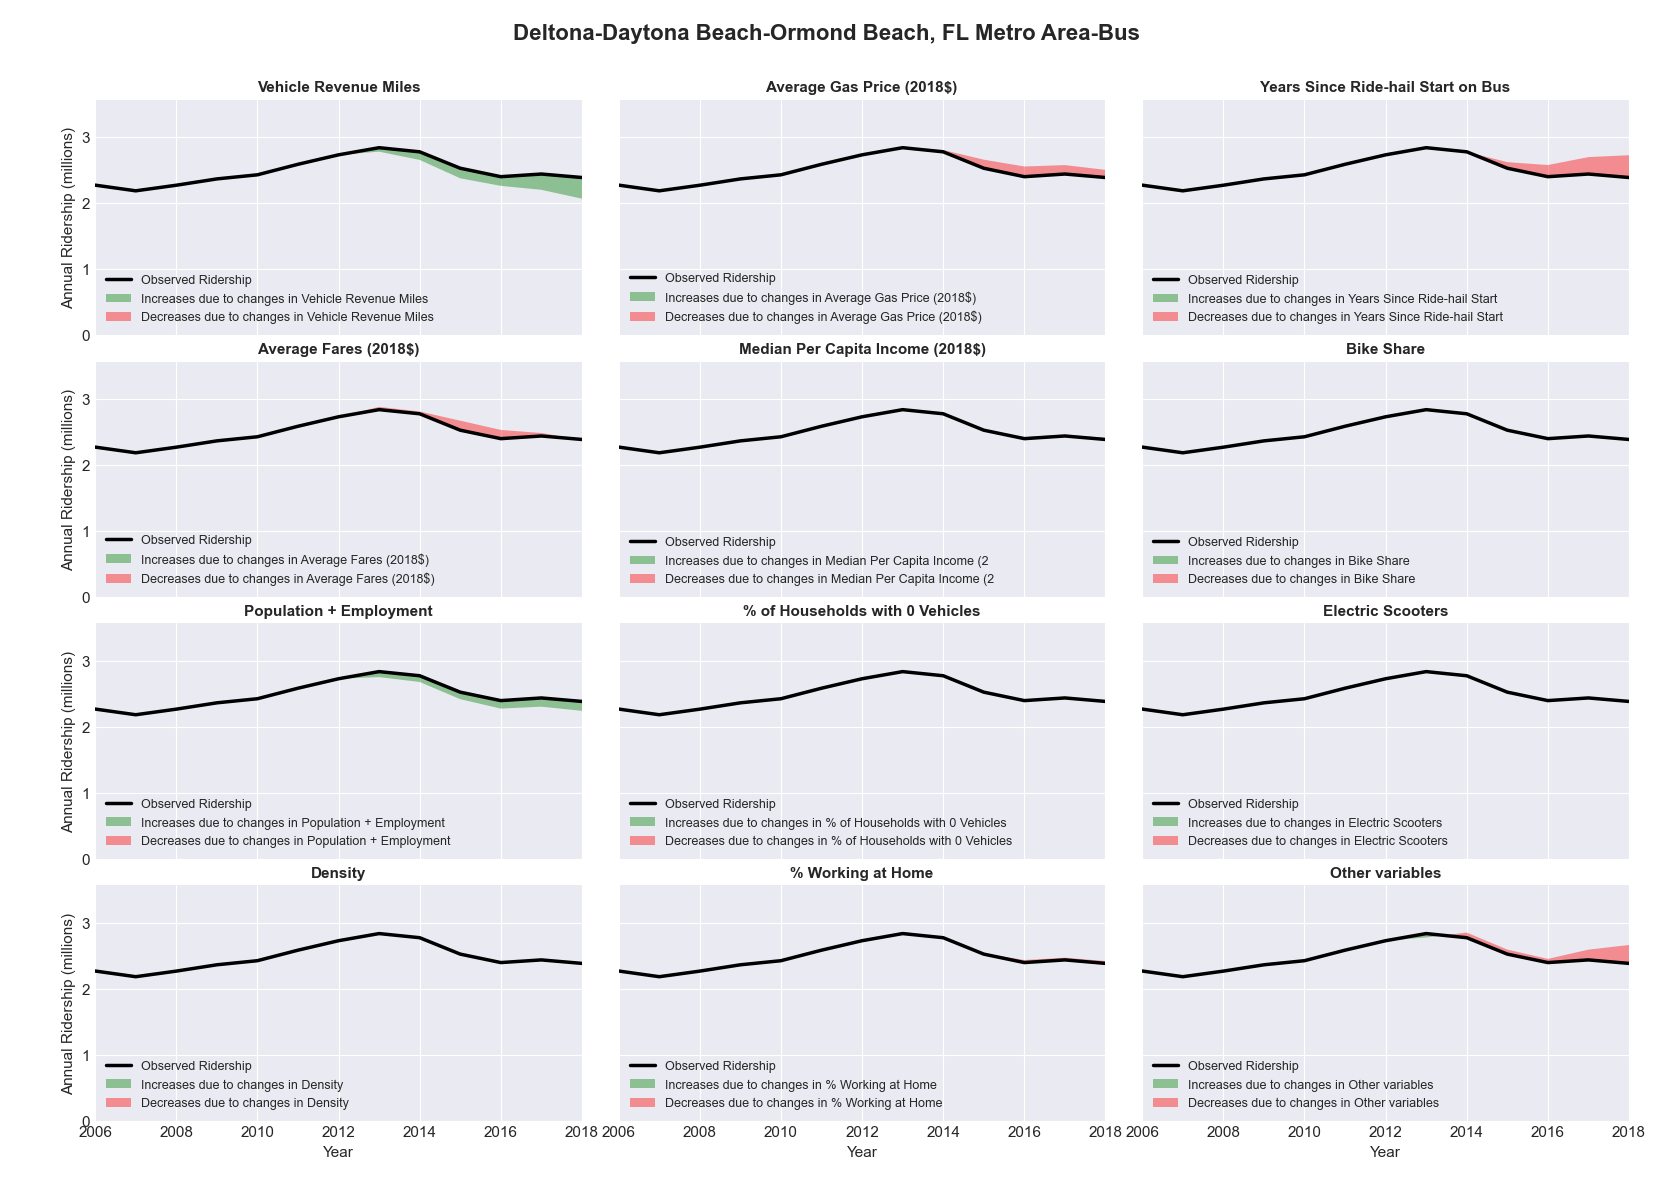 Deltona-Daytona Beach-Ormond Beach, FL Metro Area-Bus
Vehicle Revenue Miles
Annual Ridership (millions)
3
2
1
0
Observed Ridership
Increases due to changes in Vehicle Revenue Miles
Decreases due to changes in Vehicle Revenue Miles
Average Gas Price (2018$)
Observed Ridership
Increases due to changes in Average Gas Price (2018$)
Decreases due to changes in Average Gas Price (2018$)
Years Since Ride-hail Start on Bus
Observed Ridership
Increases due to changes in Years Since Ride-hail Start
Decreases due to changes in Years Since Ride-hail Start
Average Fares (2018$)
Annual Ridership (millions)
3
2
1
0
Observed Ridership
Increases due to changes in Average Fares (2018$)
Decreases due to changes in Average Fares (2018$)
Median Per Capita Income (2018$)
Observed Ridership
Increases due to changes in Median Per Capita Income (2
Decreases due to changes in Median Per Capita Income (2
Bike Share
Observed Ridership
Increases due to changes in Bike Share
Decreases due to changes in Bike Share
Population + Employment
Annual Ridership (millions)
3
2
1
0
Observed Ridership
Increases due to changes in Population + Employment
Decreases due to changes in Population + Employment
% of Households with 0 Vehicles
Observed Ridership
Increases due to changes in % of Households with 0 Vehicles
Decreases due to changes in % of Households with 0 Vehicles
Electric Scooters
Observed Ridership
Increases due to changes in Electric Scooters
Decreases due to changes in Electric Scooters
Density
Annual Ridership (millions)
3
2
1
0
Observed Ridership
Increases due to changes in Density
Decreases due to changes in Density
2006 2008 2010 2012 2014 2016 2018
Year
% Working at Home
Observed Ridership
Increases due to changes in % Working at Home
Decreases due to changes in % Working at Home
2006 2008 2010 2012 2014 2016 2018
Year
Other variables
Observed Ridership
Increases due to changes in Other variables
Decreases due to changes in Other variables
2006 2008 2010 2012 2014 2016 2018
Year